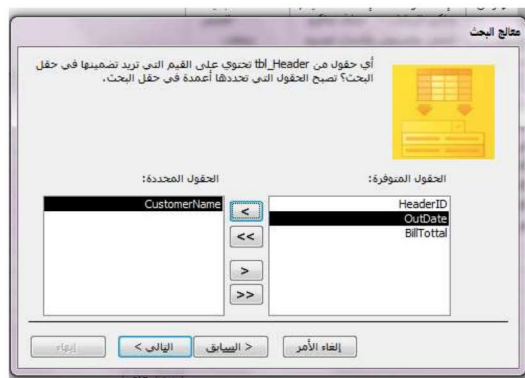 معالج البحث
أي حقول من tbl_Header تحتوي على القيم التي تريد تضمينها في حقل
البحث؟ تصبح الحقول التي تحددها أعمدة في حقل البحث.
الحقول المتوفرة:
HeaderID
OutDate
BillTottal
<
<<
>
>>
الحقول المحددة:
CustomerName
إلغاء الأمر
< السابق
التالي >
إنهاء